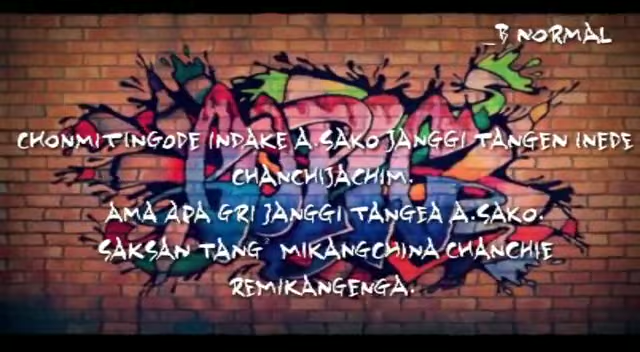 _B NORMAL
CHONMITINGODE INDAKE A.SAKO JANGGI TANGEN INEDE
CHANCHIJACHIM.
AMA APA GRI JANGGI TANGEA A.SAKO.
SAKSAN TANG² MIKANGCHINA CHANCHIE
REMIKANGENGA.